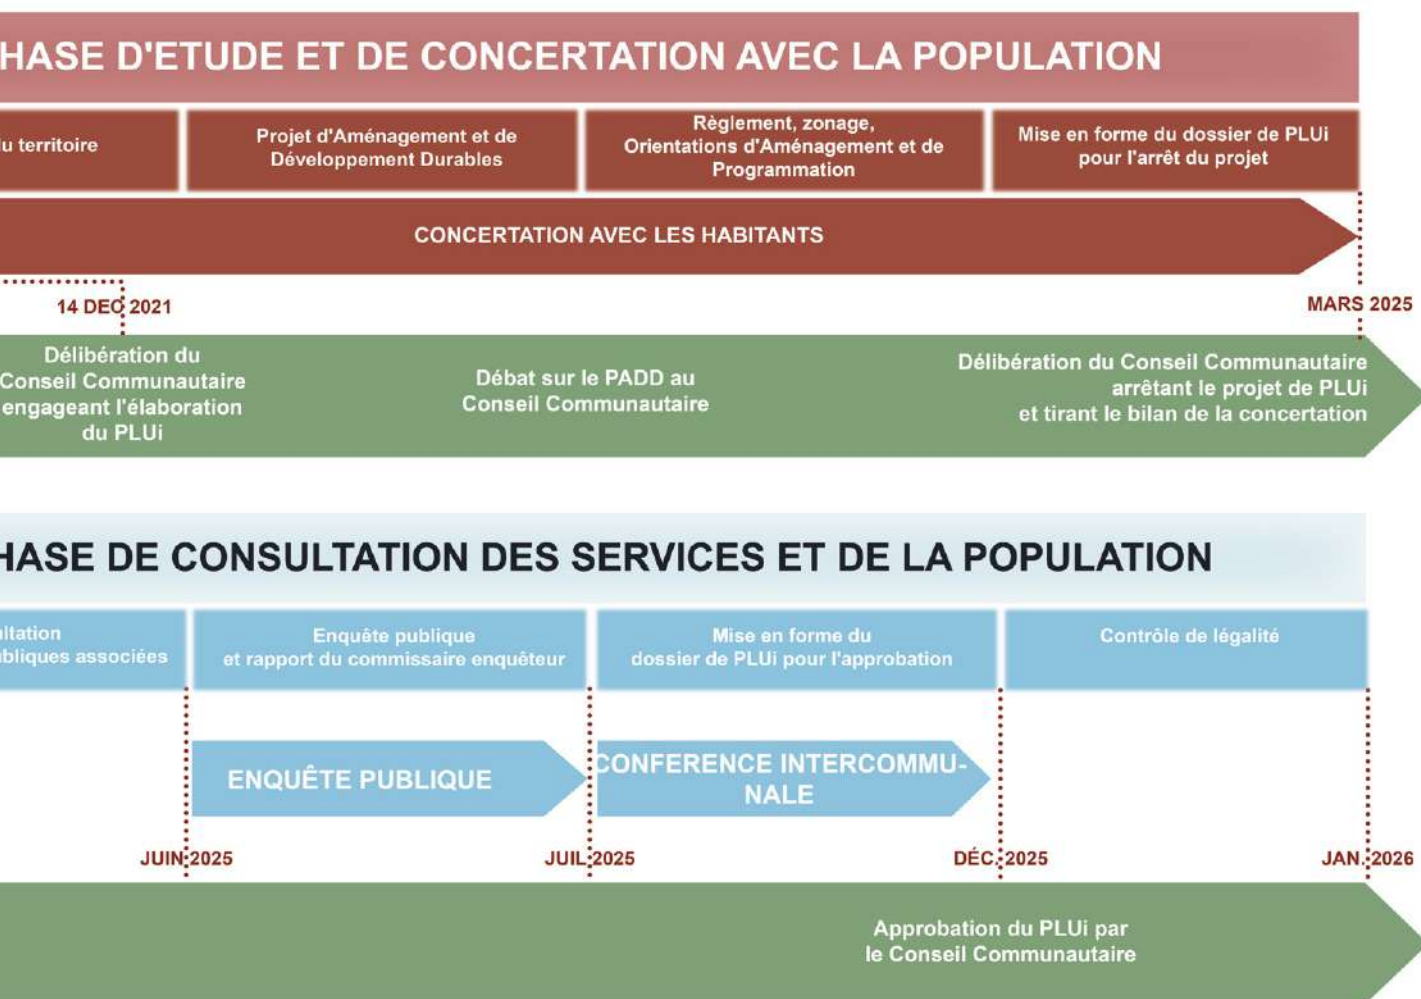 HASE D'ETUDE ET DE CONCERTATION AVEC LA POPULATION
territoire
Projet d'Aménagement et de
Développement Durables
Règlement, zonage,
Orientations d'Aménagement et de
Programmation
Mise en forme du dossier de PLUi
pour l'arrêt du projet
CONCERTATION AVEC LES HABITANTS
14 DEC 2021
MARS 2025
Délibération du
Conseil Communautaire
engageant l'élaboration
du PLUi
Débat sur le PADD au
Conseil Communautaire
Délibération du Conseil Communautaire
arrêtant le projet de PLUi
et tirant le bilan de la concertation
HASE DE CONSULTATION DES SERVICES ET DE LA POPULATION
ultation
ubliques associées
Enquête publique
et rapport du commissaire enquêteur
Mise en forme du
dossier de PLUi pour l'approbation
Contrôle de légalité
ENQUÊTE PUBLIQUE
CONFERENCE INTERCOMMU-
NALE
JUIN 2025
JUIL 2025
DÉC. 2025
JAN. 2026
Approbation du PLUi par
le Conseil Communautaire